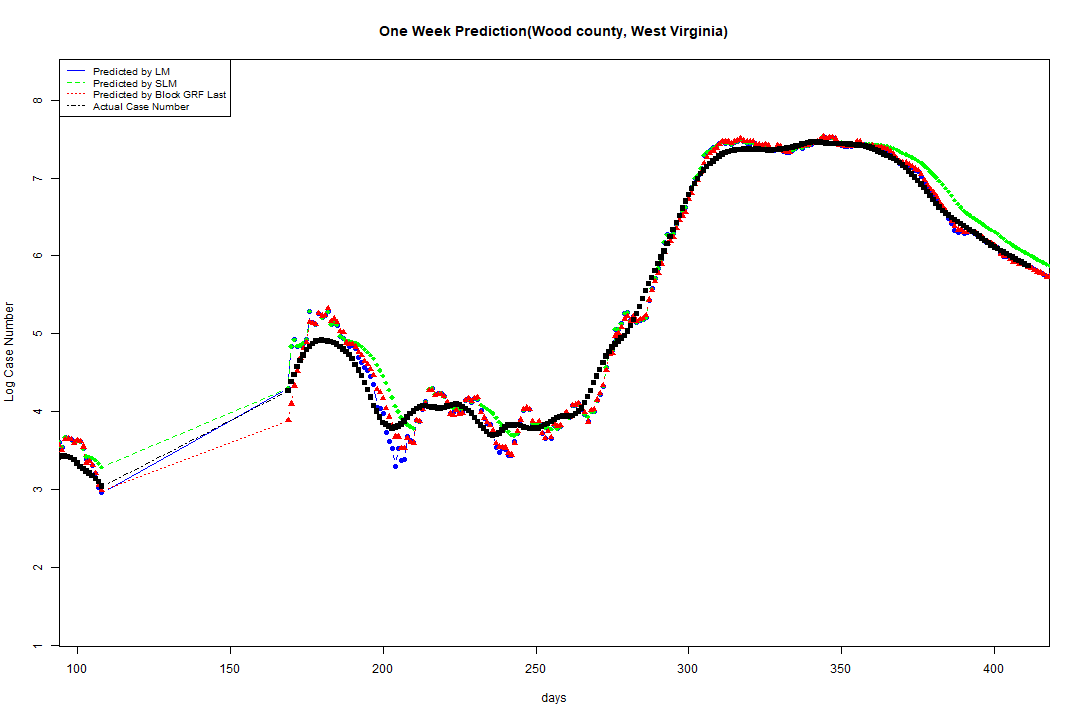 One Week Prediction(Wood county, West Virginia)
Predicted by LM
Predicted by SLM
Predicted by Block GRF Last
Actual Case Number
Log Case Number
8
7
6
5
4
3
2
1
100 150 200 250 300 350 400
days